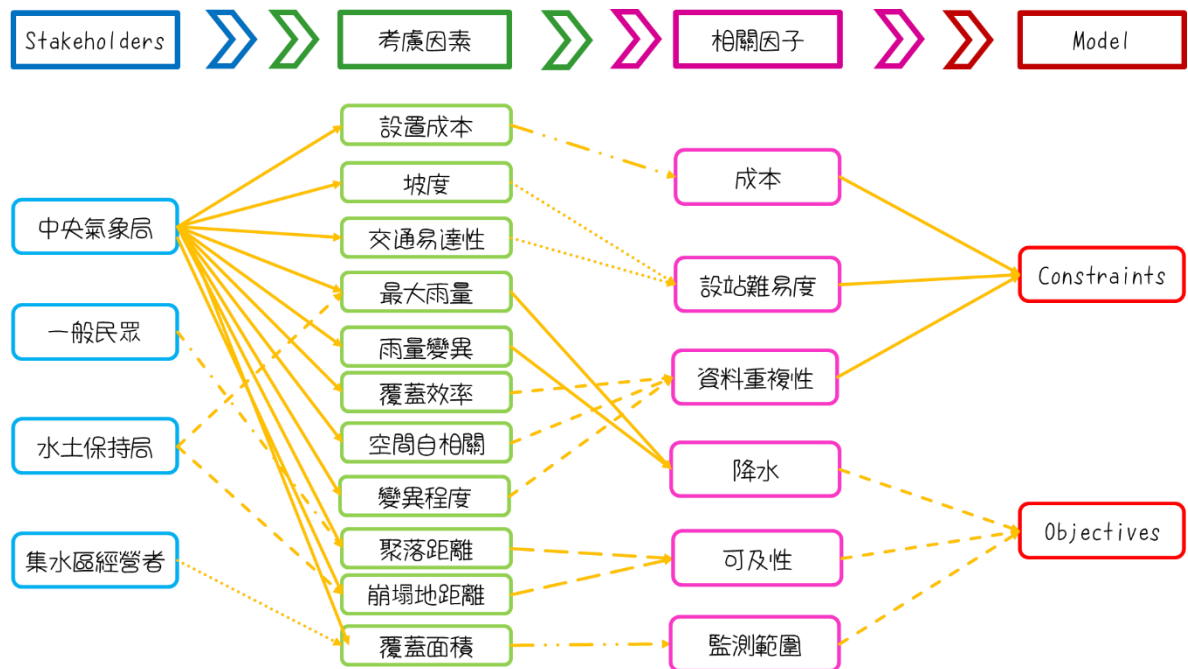 Stakeholders
考慮因素
相關因子
Model
中央氣象局
一般民眾
水土保持局
集水區經營者
設置成本
坡度
交通易達性
最大雨量
雨量變異
覆蓋效率
空間自相關
變異程度
聚落距離
崩塌地距離
覆蓋面積
成本
設站難易度
資料重複性
降水
可及性
監測範圍
Constraints
Objectives